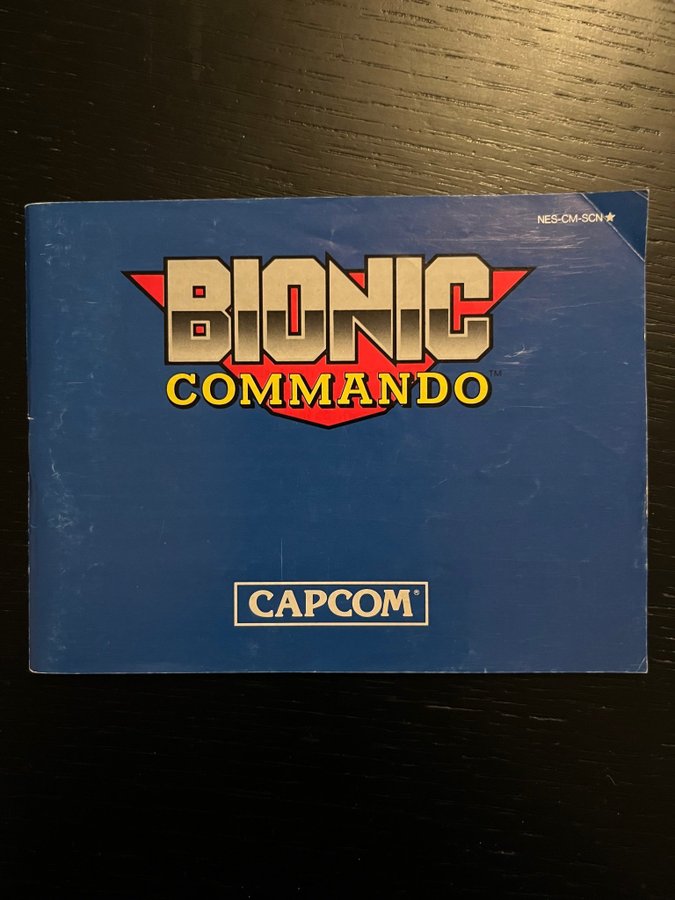 NES-CM-SCN★
BIONIC
COMMANDO™
CAPCOM®